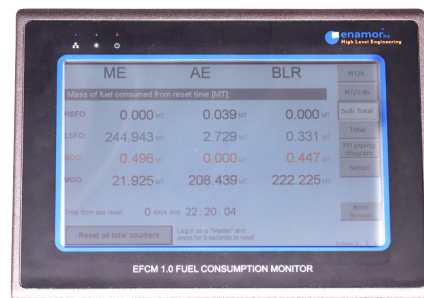 enamor LTD.
High Level Engineering
ME AE BLR MT/h
Mass of fuel consumed from reset time [MT]: MT/24h
HSFO: 0.000 MT 0.039 MT 0.000 MT Sub Total
LSFO: 244.943 MT 2.729 MT 0.331 MT Total
MDO: 0.496 MT 0.000 MT 0.447 MT FO piping diagram
MGO: 21.925 MT 208.439 MT 222.225 MT Setup
Time from last reset: 0 days and 22 : 20 : 04 Print Screen
Reset all total counters Log in as a "Master" and
press for 5 seconds to reset
EFCM 1.0 FUEL CONSUMPTION MONITOR